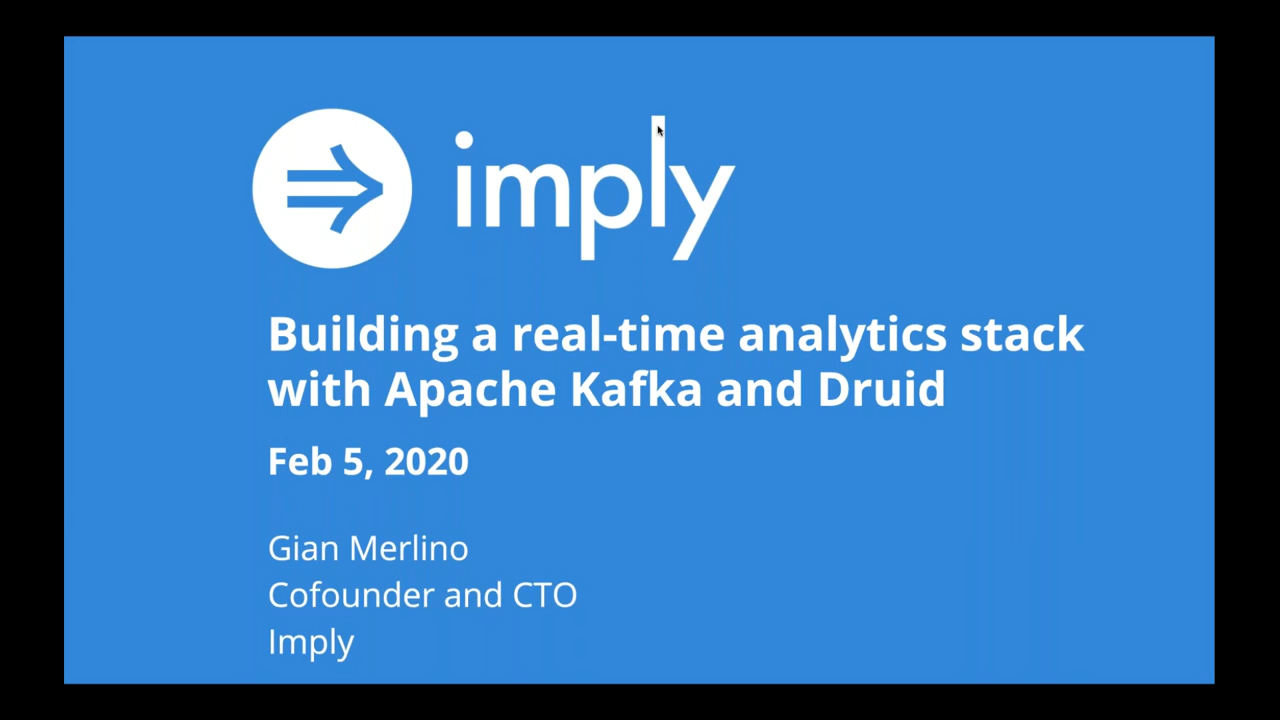 imply
Building a real-time analytics stack
with Apache Kafka and Druid
Feb 5, 2020
Gian Merlino
Cofounder and CTO
Imply